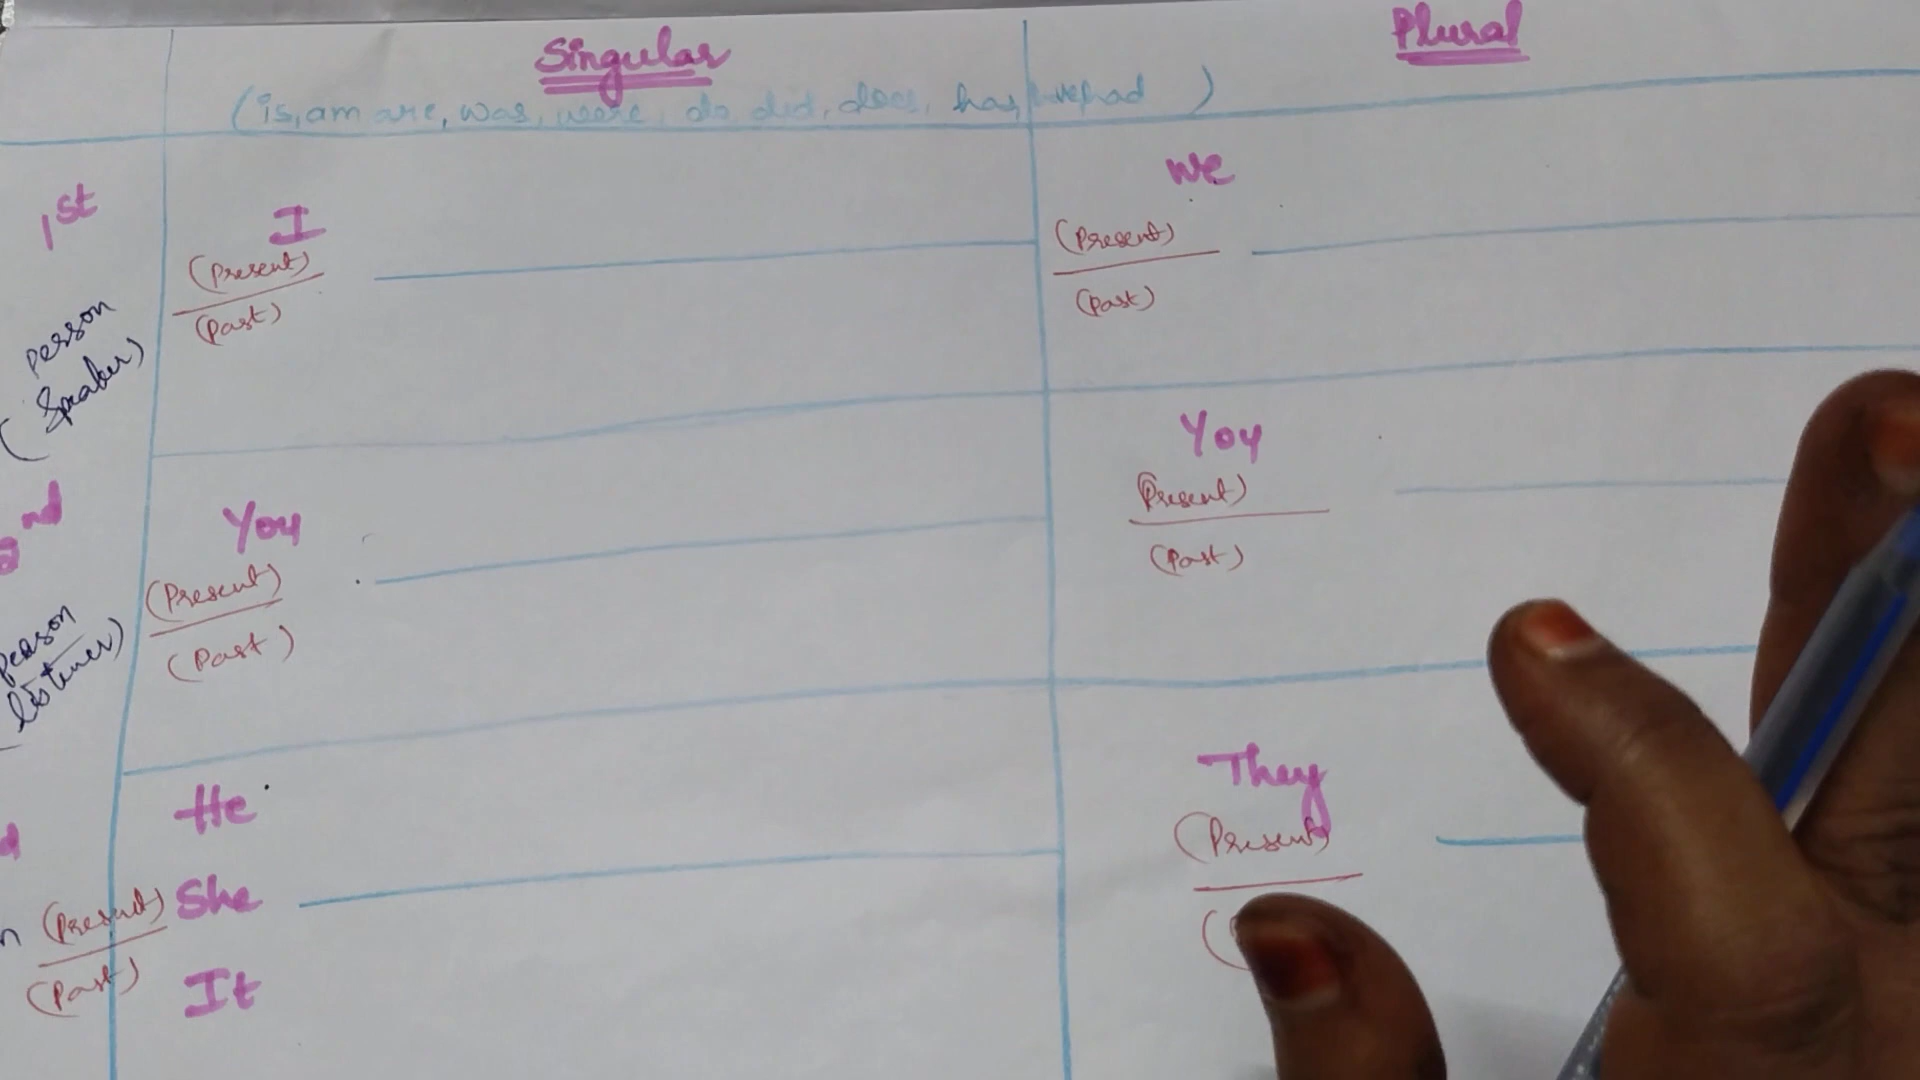 Singular
Plural
(is, am are, was, were, do did, does, has, had )
1st
person
(Speaker)
I
(Present)
(Past)
We
(Present)
(Past)
nd
person
listener)
You
(Present)
(Past)
You
(Present)
(Past)
He
She
It
(Present)
(Past)
They
(Present)